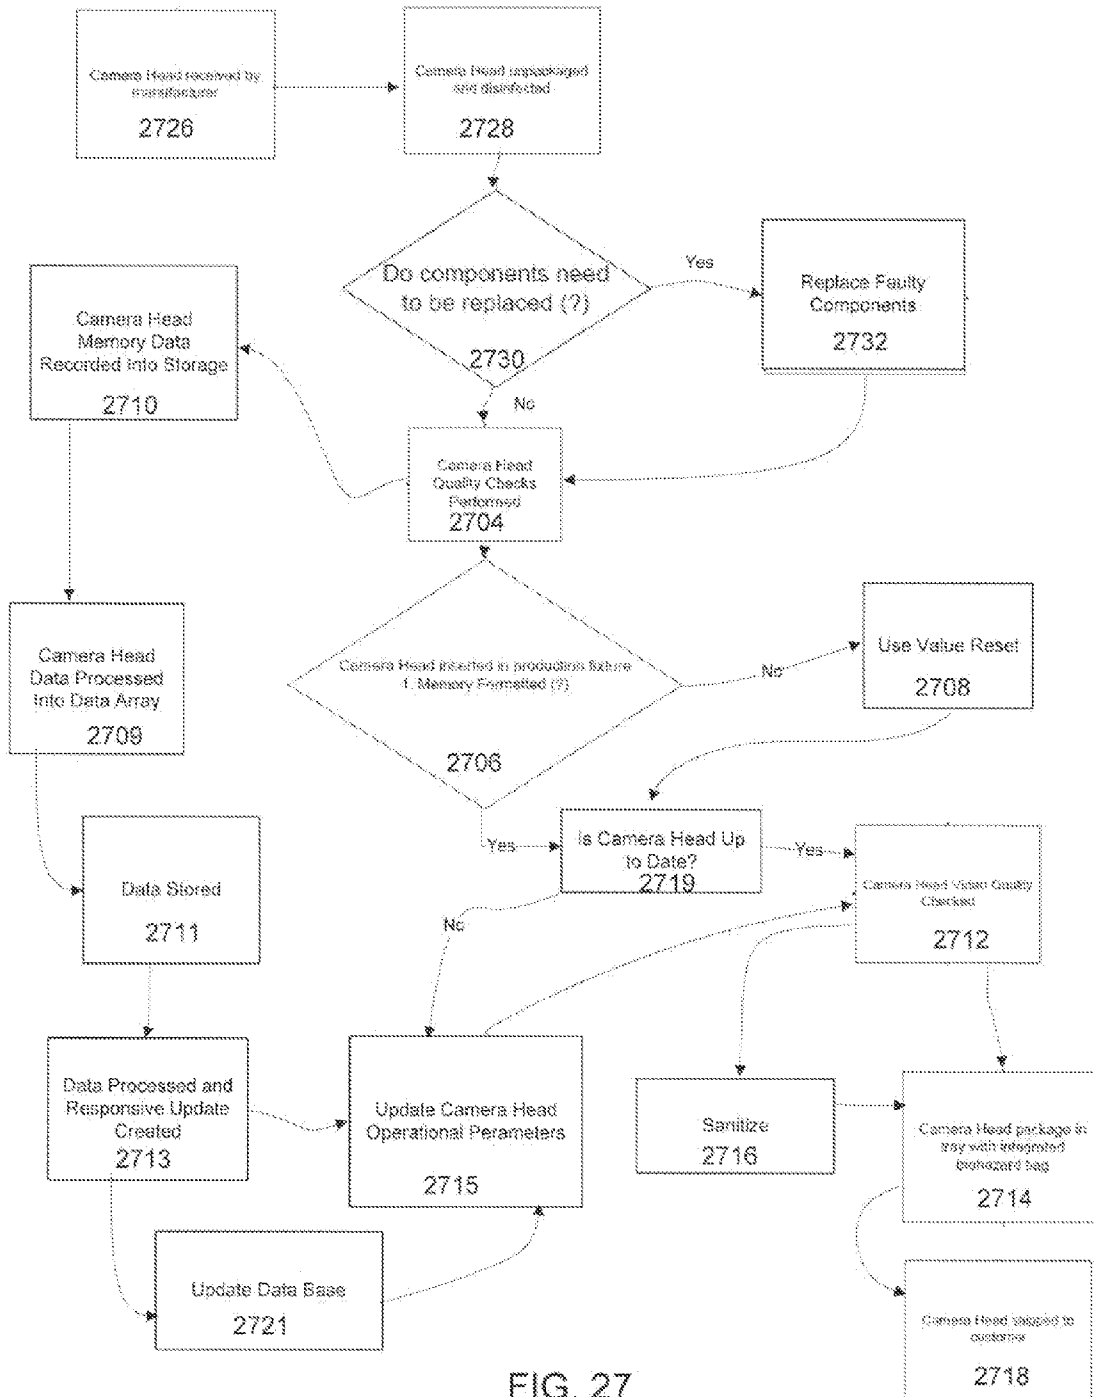 Camera Head received by
manufacturer
2726
Camera Head unpackaged
and disinfected
2728
Do components need
to be replaced (?)
2730
Yes
Replace Faulty
Components
2732
No
Camera Head
Memory Data
Recorded Into Storage
2710
Camera Head
Quality Checks
Performed
2704
Camera Head
Data Processed
Into Data Array
2709
Camera Head inserted in production fixture
1. Memory Formatted (?)
2706
No
Use Value Reset
2708
Yes
Is Camera Head Up
to Date?
2719
Yes
Camera Head Video Quality
Checked
2712
No
Data Stored
2711
Data Processed and
Responsive Update
Created
2713
Update Camera Head
Operational Perameters
2715
Sanitize
2716
Camera Head package in
tray with integrated
biohazard bag
2714
Update Data Base
2721
Camera Head shipped to
customer
2718
FIG. 27